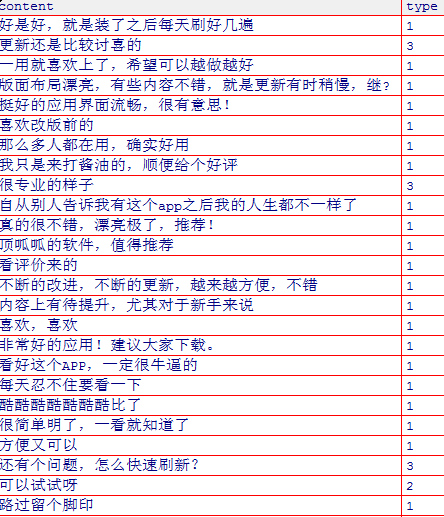 content type
好是好，就是装了之后每天刷好几遍 1
更新还是比较讨喜的 3
一用就喜欢上了，希望可以越做越好 1
版面布局漂亮，有些内容不错，就是更新有时稍慢，继? 1
挺好的应用界面流畅，很有意思！ 1
喜欢改版前的 1
那么多人都在用，确实好用 1
我只是来打酱油的，顺便给个好评 1
很专业的样子 3
自从别人告诉我有这个app之后我的人生都不一样了 1
真的很不错，漂亮极了，推荐！ 1
顶呱呱的软件，值得推荐 1
看评价来的 1
不断的改进，不断的更新，越来越方便，不错 1
内容上有待提升，尤其对于新手来说 1
喜欢，喜欢 1
非常好的应用！建议大家下载。 1
看好这个APP，一定很牛逼的 1
每天忍不住要看一下 1
酷酷酷酷酷酷酷比了 1
很简单明了，一看就知道了 1
方便又可以 1
还有个问题，怎么快速刷新？ 3
可以试试呀 2
路过留个脚印 1